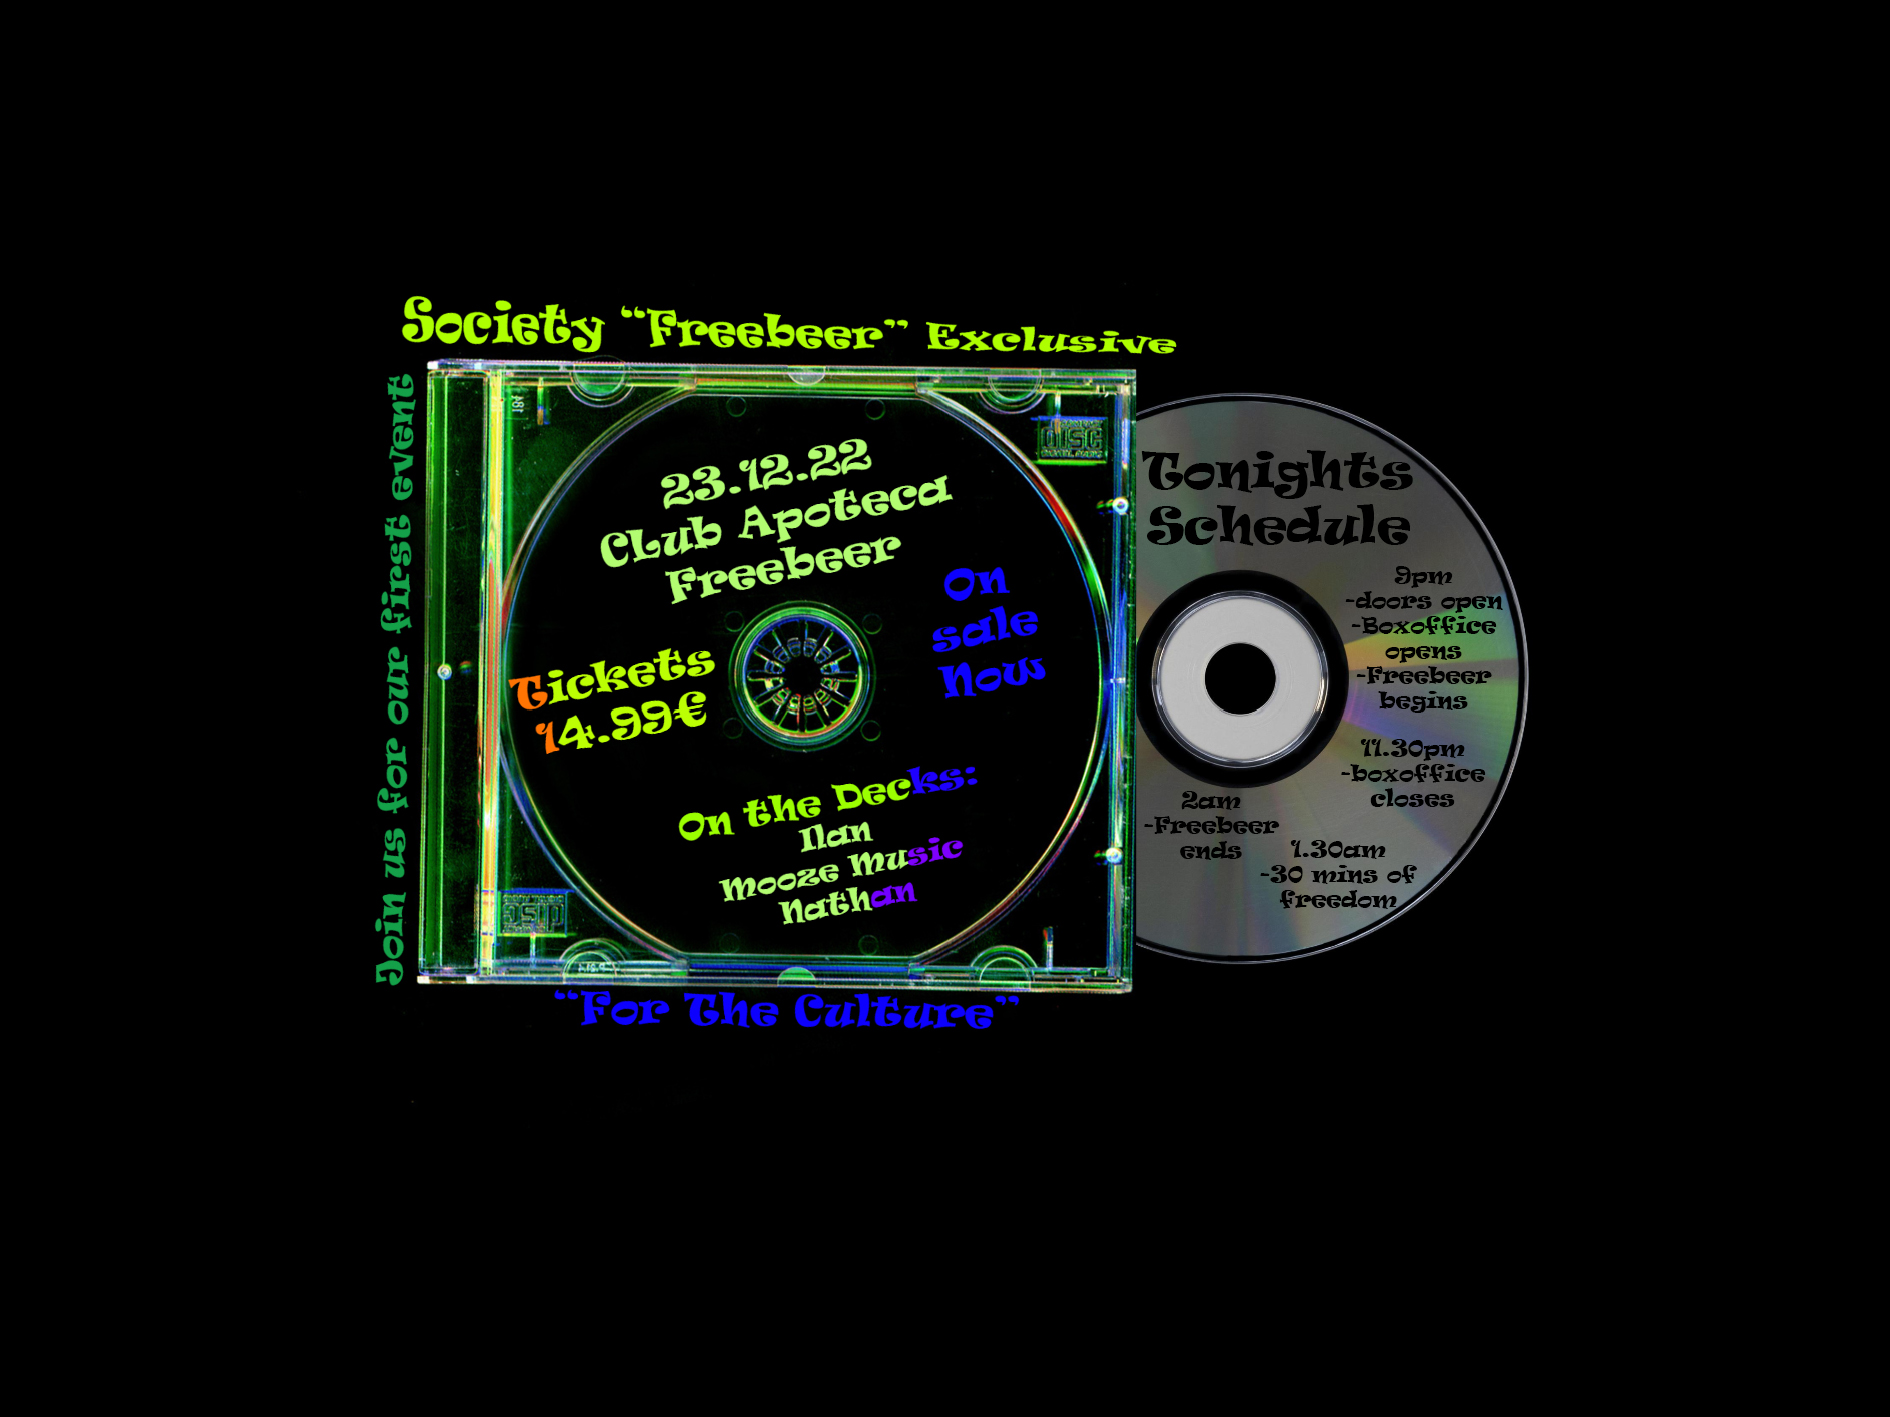 Society “Freebeer” Exclusive
Join us for our first event
disc
23.12.22
CLub Apoteca
Freebeer
On
sale
Now
Tickets
14.99€
On the Decks:
Ilan
Mooze Music
Nathan
“For The Culture”
Tonights
Schedule
9pm
-doors open
-Boxoffice
opens
-Freebeer
begins
11.30pm
-boxoffice
closes
1.30am
-30 mins of
freedom
2am
-Freebeer
ends